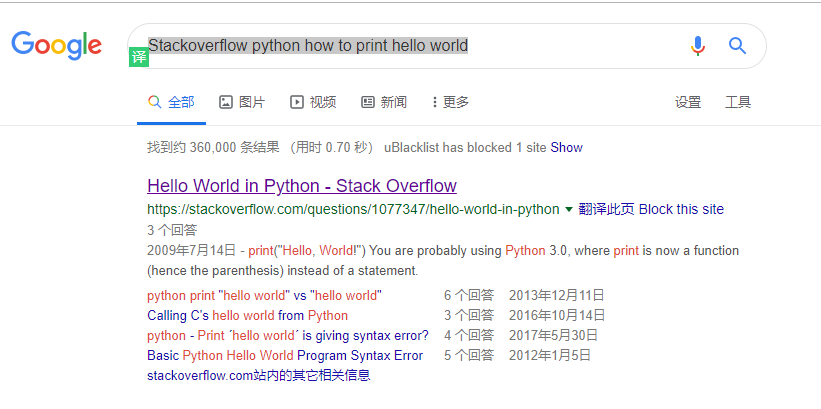 Google
Stackoverflow python how to print hello world
译
全部 图片 视频 新闻 更多 设置 工具
找到约 360,000 条结果 （用时 0.70 秒） uBlacklist has blocked 1 site Show
Hello World in Python - Stack Overflow
https://stackoverflow.com/questions/1077347/hello-world-in-python 翻译此页 Block this site
3 个回答
2009年7月14日 - print("Hello, World!") You are probably using Python 3.0, where print is now a function
(hence the parenthesis) instead of a statement.
python print "hello world" vs "hello world" 6 个回答 2013年12月11日
Calling C's hello world from Python 3 个回答 2016年10月14日
python - Print ´hello world´ is giving syntax error? 4 个回答 2017年5月30日
Basic Python Hello World Program Syntax Error 5 个回答 2012年1月5日
stackoverflow.com站内的其它相关信息